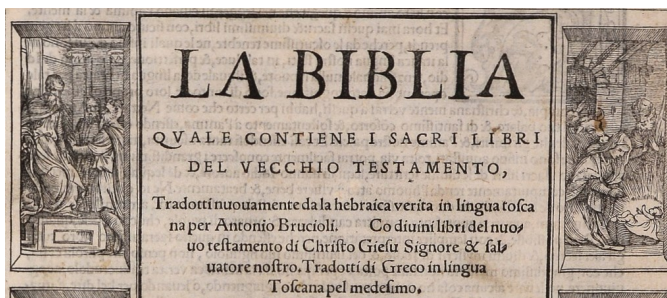 LA BIBLIA
QVALE CONTIENE I SACRI LIBRI
DEL VECCHIO TESTAMENTO,
Tradotti nuouamente da la hebraica verita in lingua tosca
na per Antonio Brucioli. Co diuini libri del nuo,
uo testamento di Christo Giesu Signore & sal,
uatore nostro. Tradotti di Greco in lingua
Toscana pel medesimo.